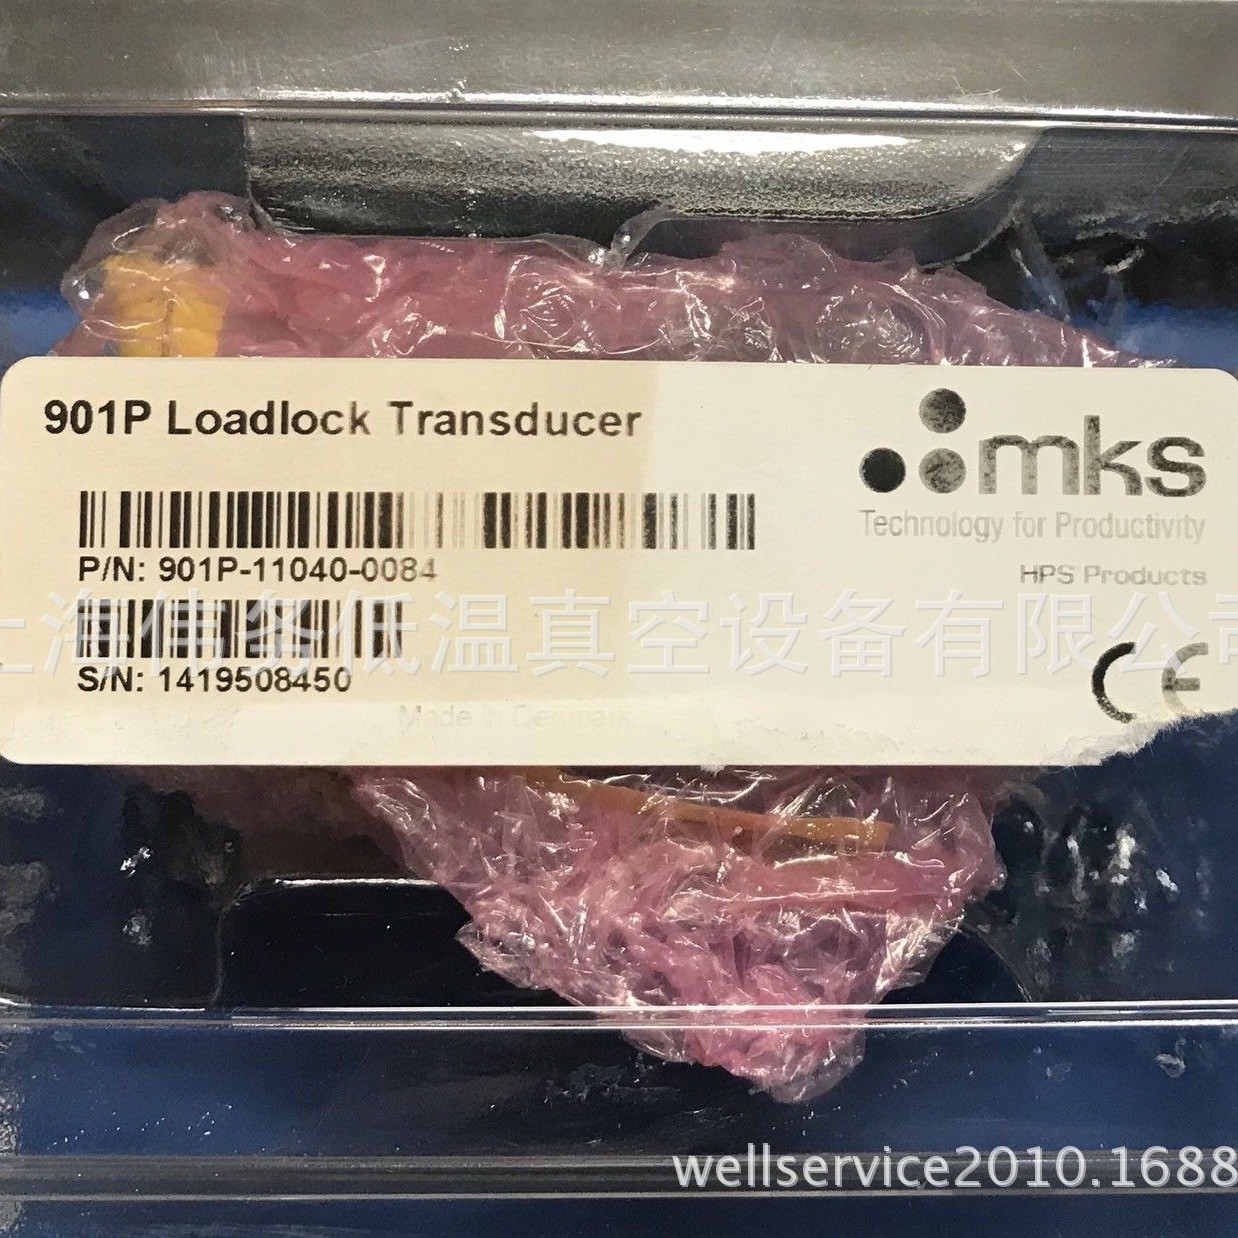 901P Loadlock Transducer
mks
Technology for Productivity
HPS Products
P/N: 901P-11040-0084
上海伟务低温真空设备有限公司
S/N: 1419508450
CE
Made in Denmark
wellservice2010.1688